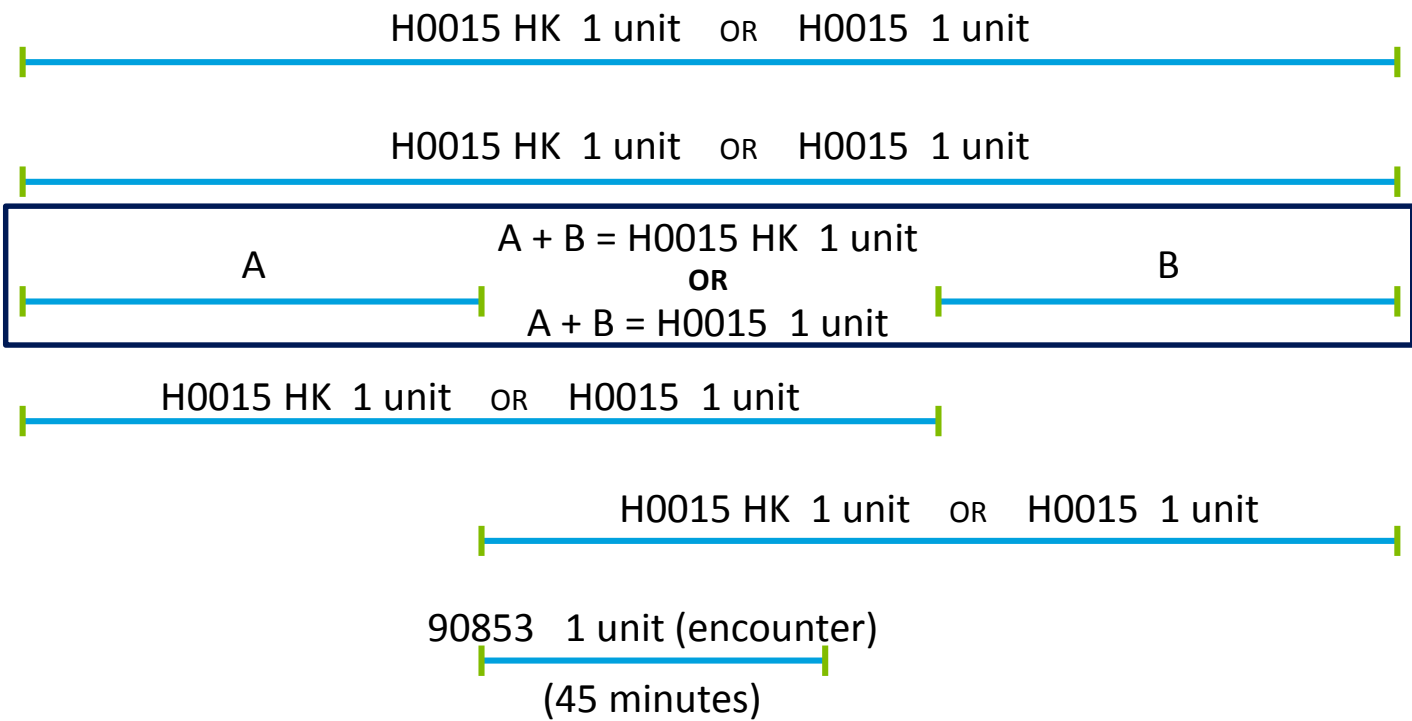 H0015 HK 1 unit OR H0015 1 unit
H0015 HK 1 unit OR H0015 1 unit
A + B = H0015 HK 1 unit
A
B
OR
A + B = H0015 1 unit
H0015 HK 1 unit OR H0015 1 unit
H0015 HK 1 unit OR H0015 1 unit
90853 1 unit (encounter)
(45 minutes)